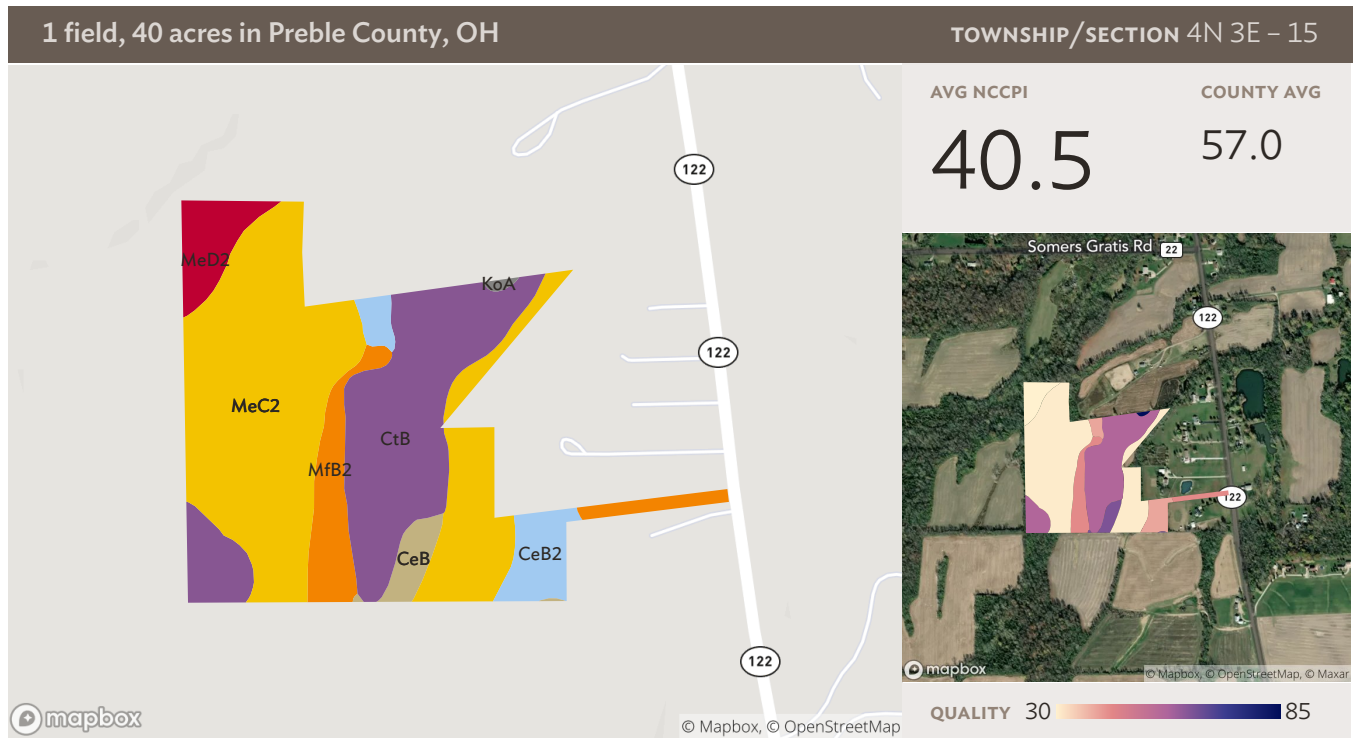 1 field, 40 acres in Preble County, OH
TOWNSHIP/SECTION 4N 3E – 15
122
MeD2
KoA
122
MeC2
CtB
MfB2
CeB
CeB2
122
mapbox
© Mapbox, © OpenStreetMap
AVG NCCPI
COUNTY AVG
40.5
57.0
Somers Gratis Rd 22
122
122
mapbox
© Mapbox, © OpenStreetMap, © Maxar
QUALITY 30 85